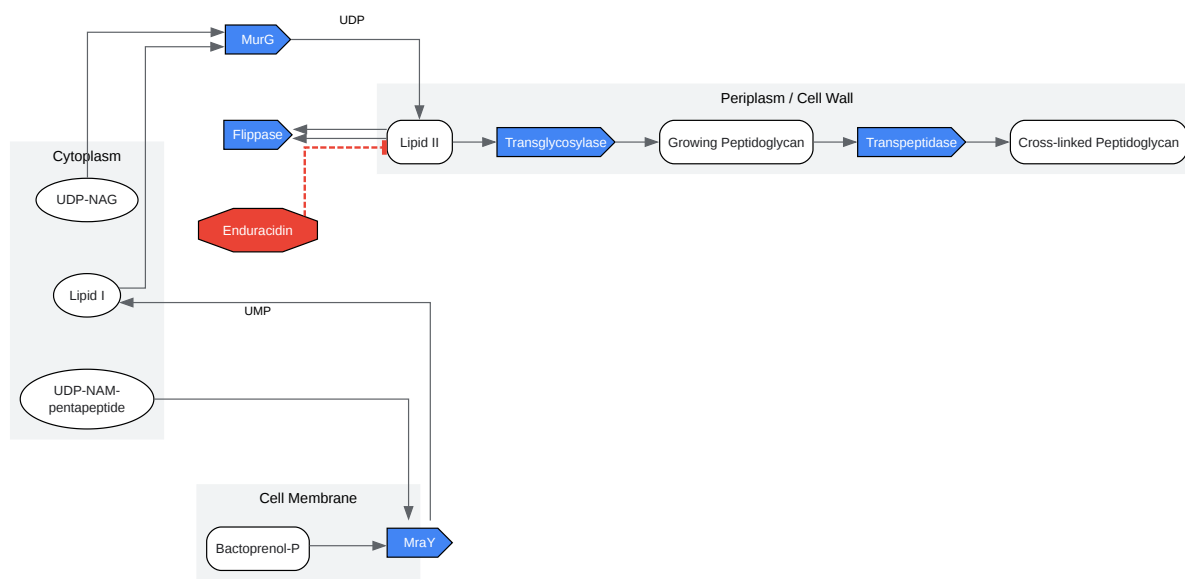 UDP
MurG
Periplasm / Cell Wall
Flippase
Lipid II
Transglycosylase
Growing Peptidoglycan
Transpeptidase
Cross-linked Peptidoglycan
Cytoplasm
UDP-NAG
Enduracidin
Lipid I
UMP
UDP-NAM-
pentapeptide
Cell Membrane
Bactoprenol-P
MraY